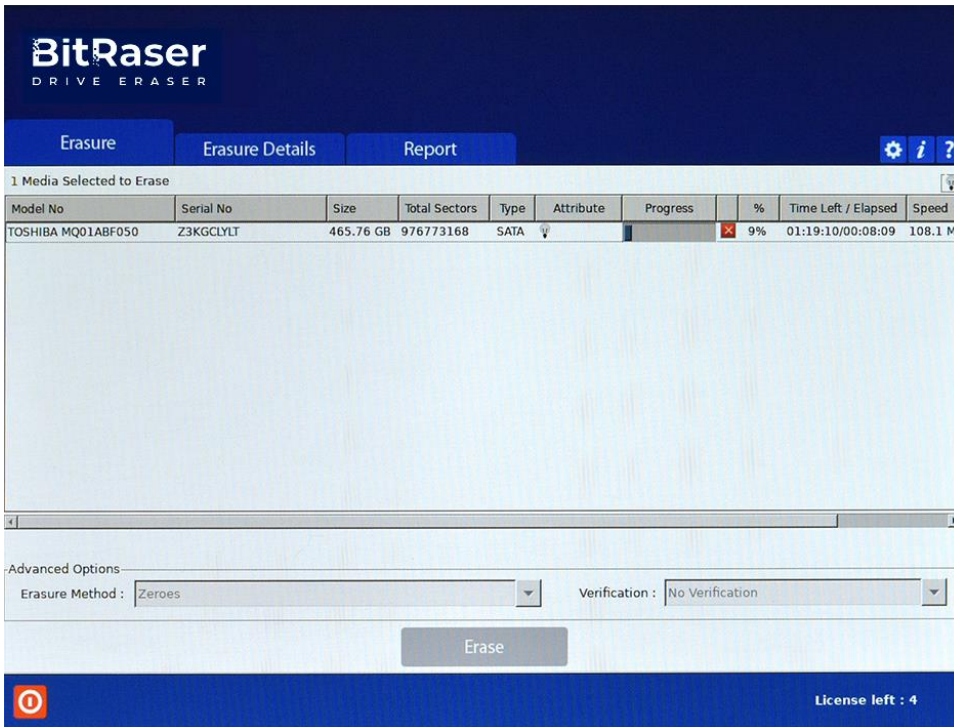 BitRaser
DRIVE ERASER
Erasure Erasure Details Report
i ?
1 Media Selected to Erase
Model No Serial No Size Total Sectors Type Attribute Progress % Time Left / Elapsed Speed
TOSHIBA MQ01ABF050 Z3KGCLYLT 465.76 GB 976773168 SATA 9% 01:19:10/00:08:09 108.1 M
Advanced Options
Erasure Method : Zeroes Verification : No Verification
Erase
License left : 4